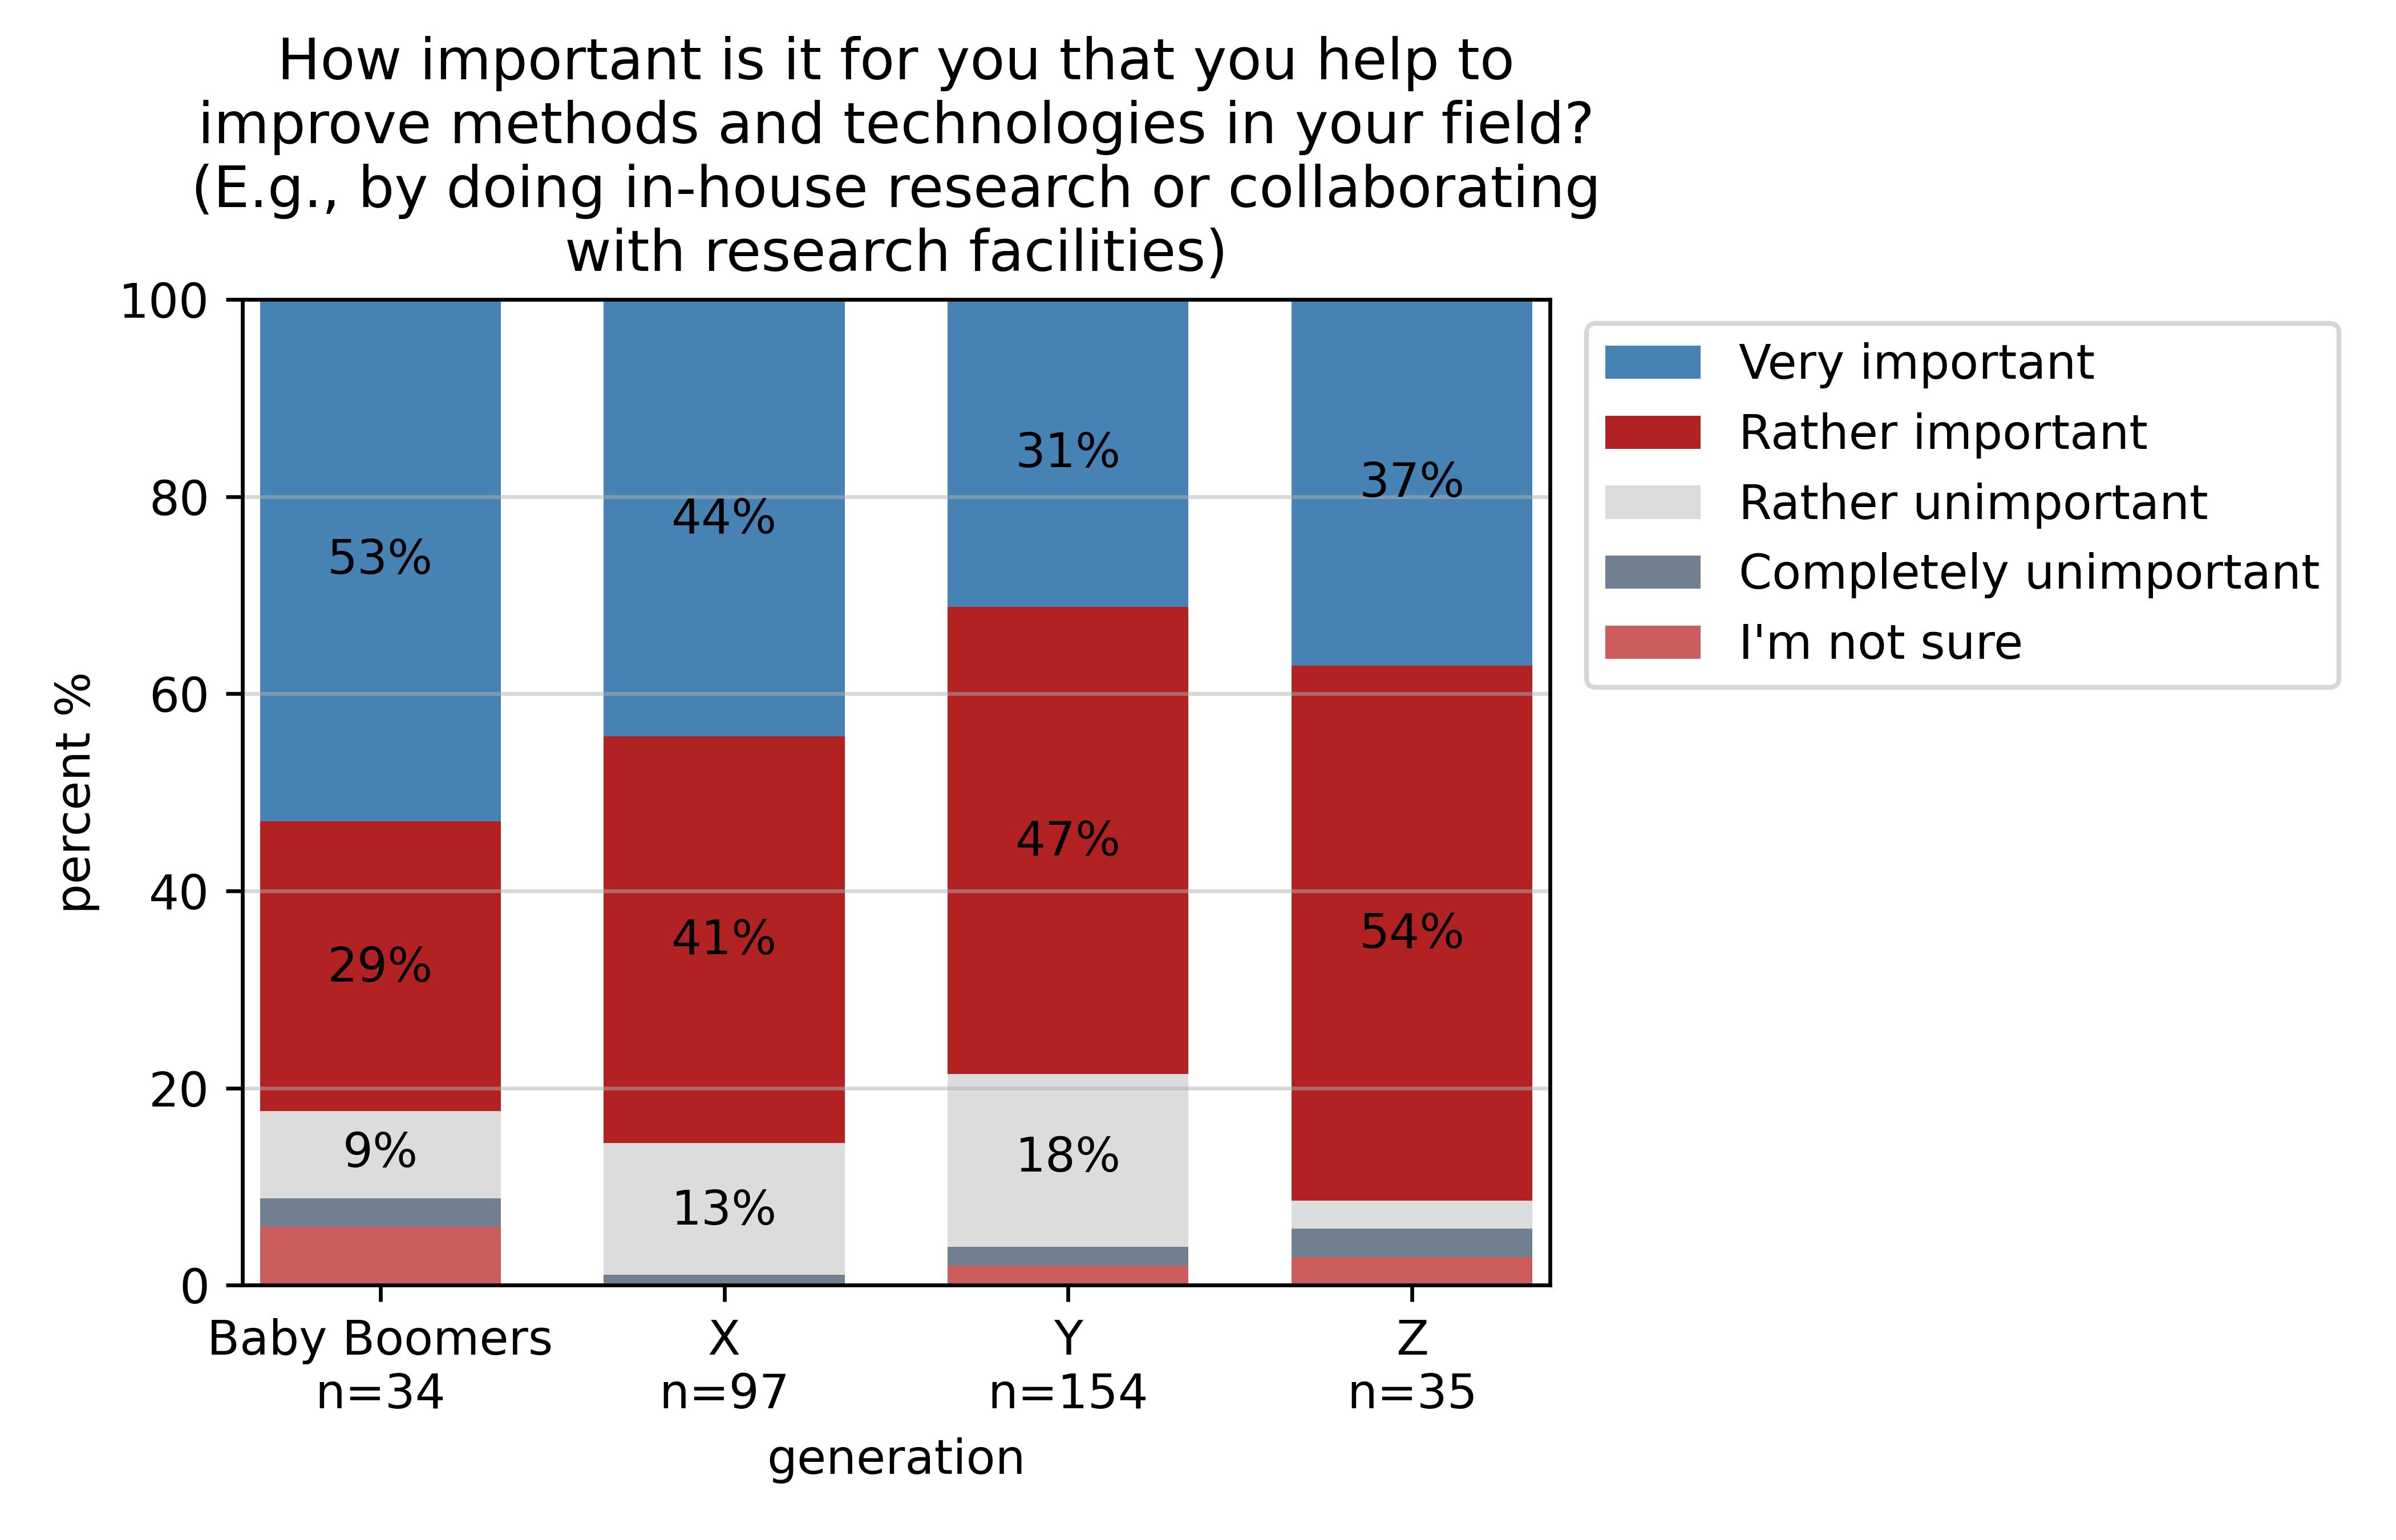 How important is it for you that you help to
improve methods and technologies in your field?
(E.g., by doing in-house research or collaborating
with research facilities)
100
80
60
40
20
0
percent %
53%
29%
9%
44%
41%
13%
31%
47%
18%
37%
54%
Baby Boomers
n=34
X
n=97
Y
n=154
Z
n=35
generation
Very important
Rather important
Rather unimportant
Completely unimportant
I'm not sure